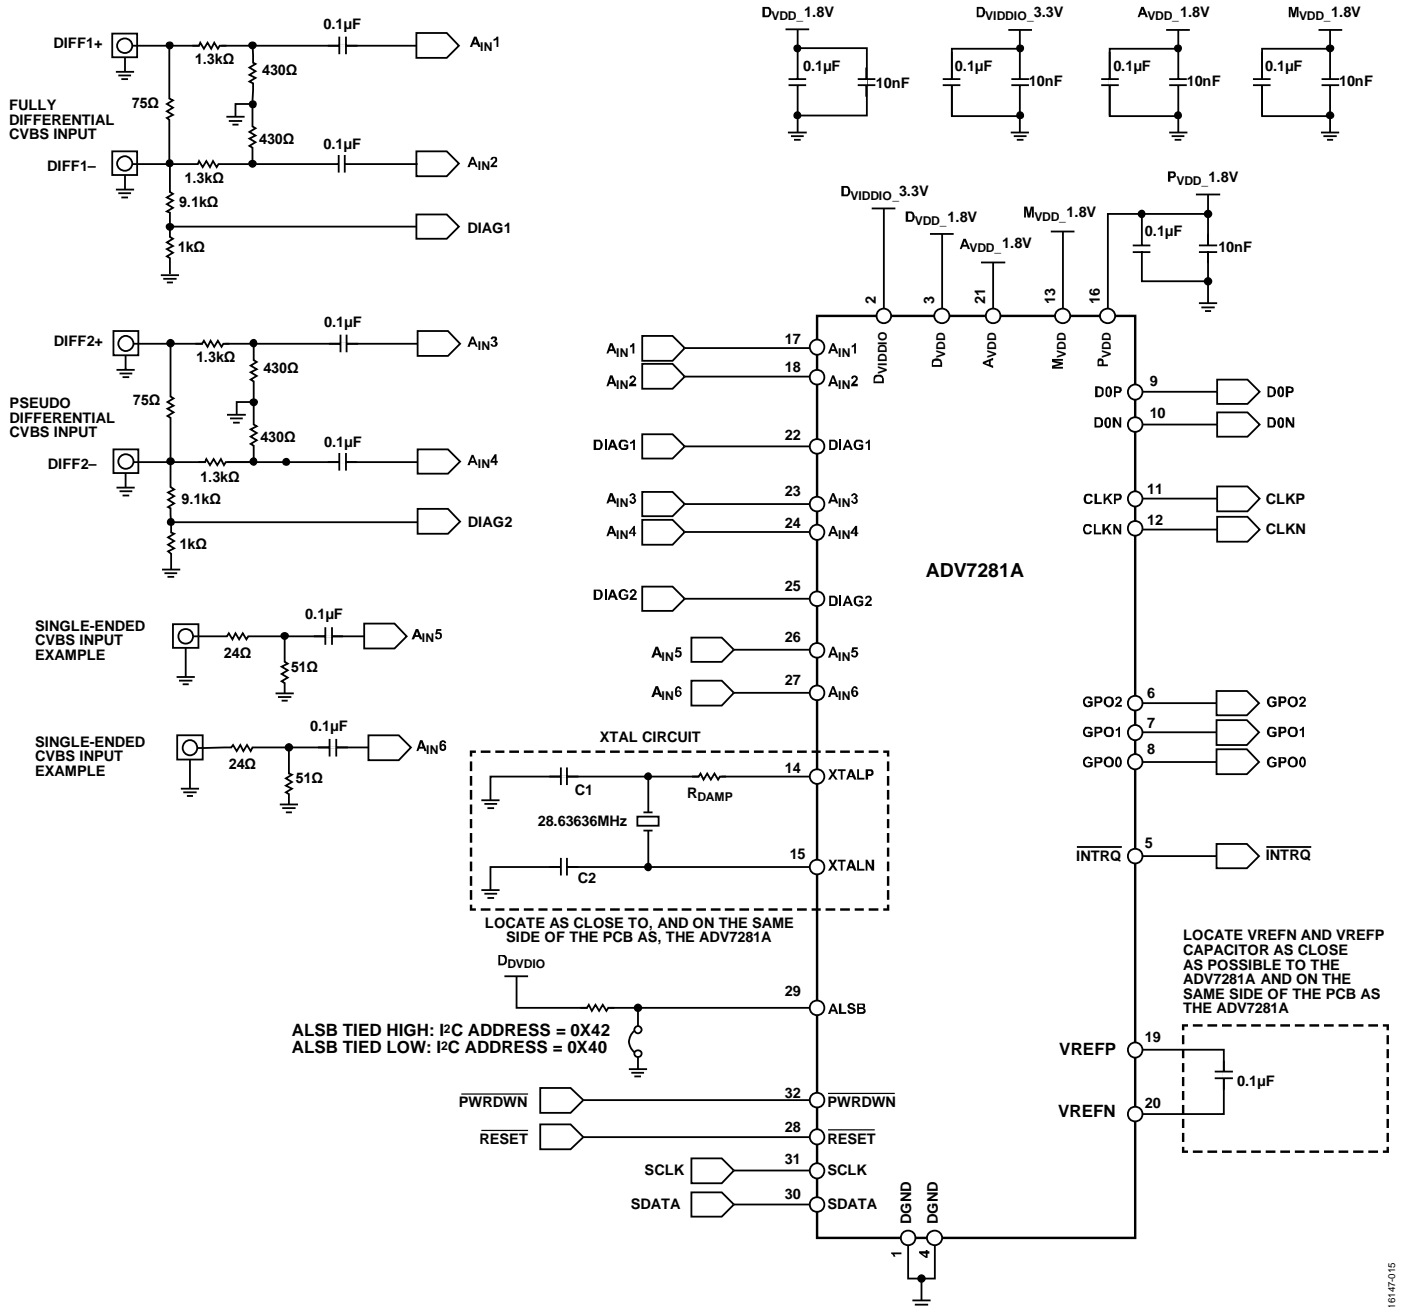 DIFF1+
1.3kΩ
0.1µF
AIN1
430Ω
75Ω
FULLY
DIFFERENTIAL
CVBS INPUT
430Ω
0.1µF
DIFF1–
1.3kΩ
AIN2
9.1kΩ
DIAG1
1kΩ
DIFF2+
1.3kΩ
0.1µF
AIN3
430Ω
75Ω
PSEUDO
DIFFERENTIAL
CVBS INPUT
430Ω
0.1µF
DIFF2–
1.3kΩ
AIN4
9.1kΩ
DIAG2
1kΩ
SINGLE-ENDED
CVBS INPUT
EXAMPLE
24Ω
0.1µF
51Ω
AIN5
SINGLE-ENDED
CVBS INPUT
EXAMPLE
24Ω
0.1µF
51Ω
AIN6
DVDD_1.8V
0.1µF
10nF
DVIDDIO_3.3V
0.1µF
10nF
AVDD_1.8V
0.1µF
10nF
MVDD_1.8V
0.1µF
10nF
PVDD_1.8V
0.1µF
10nF
DVIDDIO_3.3V
DVDD_1.8V
AVDD_1.8V
MVDD_1.8V
2
3
21
13
16
DVIDDIO
DVDD
AVDD
MVDD
PVDD
AIN1
17
AIN1
AIN2
18
AIN2
DIAG1
22
DIAG1
AIN3
23
AIN3
AIN4
24
AIN4
DIAG2
25
DIAG2
AIN5
26
AIN5
AIN6
27
AIN6
ADV7281A
D0P
9
D0P
D0N
10
D0N
CLKP
11
CLKP
CLKN
12
CLKN
GPO2
6
GPO2
GPO1
7
GPO1
GPO0
8
GPO0
INTRQ
5
INTRQ
XTAL CIRCUIT
C1
RDAMP
14
XTALP
28.63636MHz
C2
15
XTALN
LOCATE AS CLOSE TO, AND ON THE SAME
SIDE OF THE PCB AS, THE ADV7281A
DDVDIO
29
ALSB
ALSB TIED HIGH: I2C ADDRESS = 0X42
ALSB TIED LOW: I2C ADDRESS = 0X40
PWRDWN
32
PWRDWN
RESET
28
RESET
SCLK
31
SCLK
SDATA
30
SDATA
LOCATE VREFN AND VREFP
CAPACITOR AS CLOSE
AS POSSIBLE TO THE
ADV7281A AND ON THE
SAME SIDE OF THE PCB AS
THE ADV7281A
VREFP
19
0.1µF
VREFN
20
DGND
DGND
1
4
16147-015